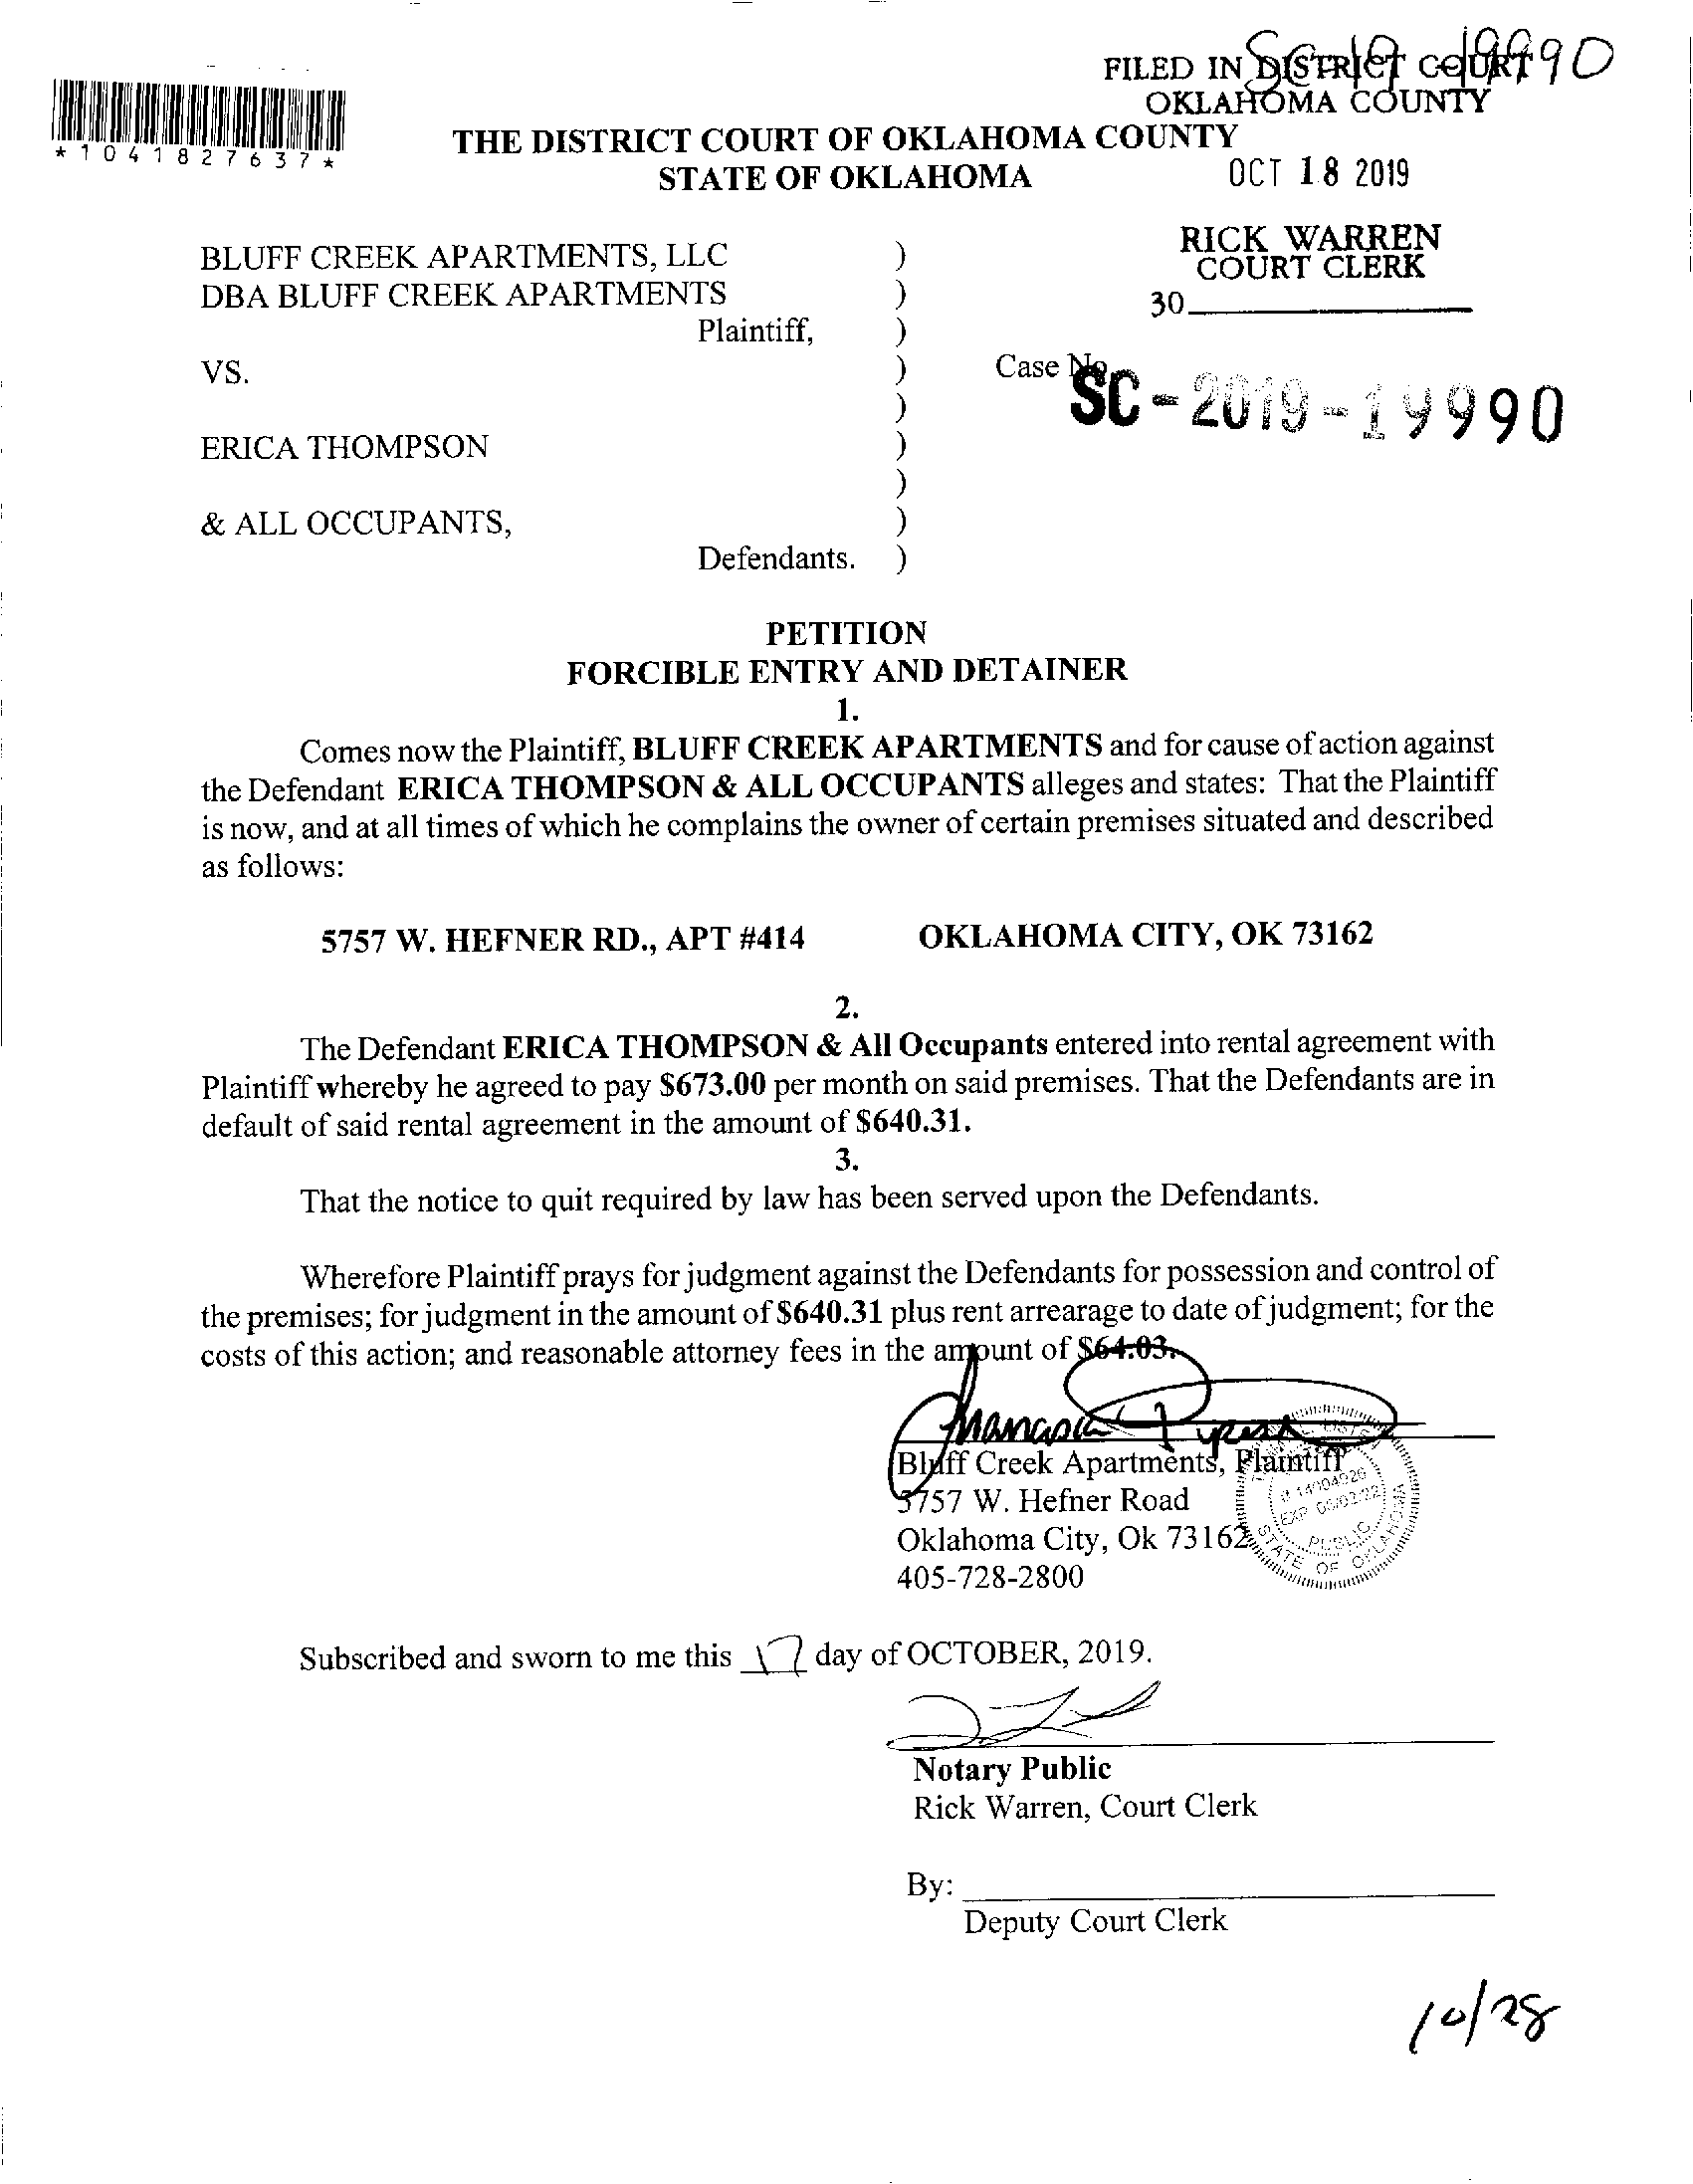 SC-19-19990
FILED IN DISTRICT COURT
OKLAHOMA COUNTY
*1041827637*
THE DISTRICT COURT OF OKLAHOMA COUNTY
STATE OF OKLAHOMA
OCT 18 2019
RICK WARREN
COURT CLERK
30
BLUFF CREEK APARTMENTS, LLC )
DBA BLUFF CREEK APARTMENTS )
Plaintiff, )
VS. ) Case No.
SC-2019-19990
)
ERICA THOMPSON )
)
& ALL OCCUPANTS, )
Defendants. )
PETITION
FORCIBLE ENTRY AND DETAINER
1.
Comes now the Plaintiff, BLUFF CREEK APARTMENTS and for cause of action against
the Defendant ERICA THOMPSON & ALL OCCUPANTS alleges and states: That the Plaintiff
is now, and at all times of which he complains the owner of certain premises situated and described
as follows:
5757 W. HEFNER RD., APT #414 OKLAHOMA CITY, OK 73162
2.
The Defendant ERICA THOMPSON & All Occupants entered into rental agreement with
Plaintiff whereby he agreed to pay $673.00 per month on said premises. That the Defendants are in
default of said rental agreement in the amount of $640.31.
3.
That the notice to quit required by law has been served upon the Defendants.
Wherefore Plaintiff prays for judgment against the Defendants for possession and control of
the premises; for judgment in the amount of $640.31 plus rent arrearage to date of judgment; for the
costs of this action; and reasonable attorney fees in the amount of $64.03.
Bluff Creek Apartments, Plaintiff
5757 W. Hefner Road
Oklahoma City, Ok 73162
405-728-2800
# 14004926
EXP
PUBLIC
STATE OF OKLAHOMA
Subscribed and sworn to me this 17 day of OCTOBER, 2019.
Notary Public
Rick Warren, Court Clerk
By:
Deputy Court Clerk
10/28